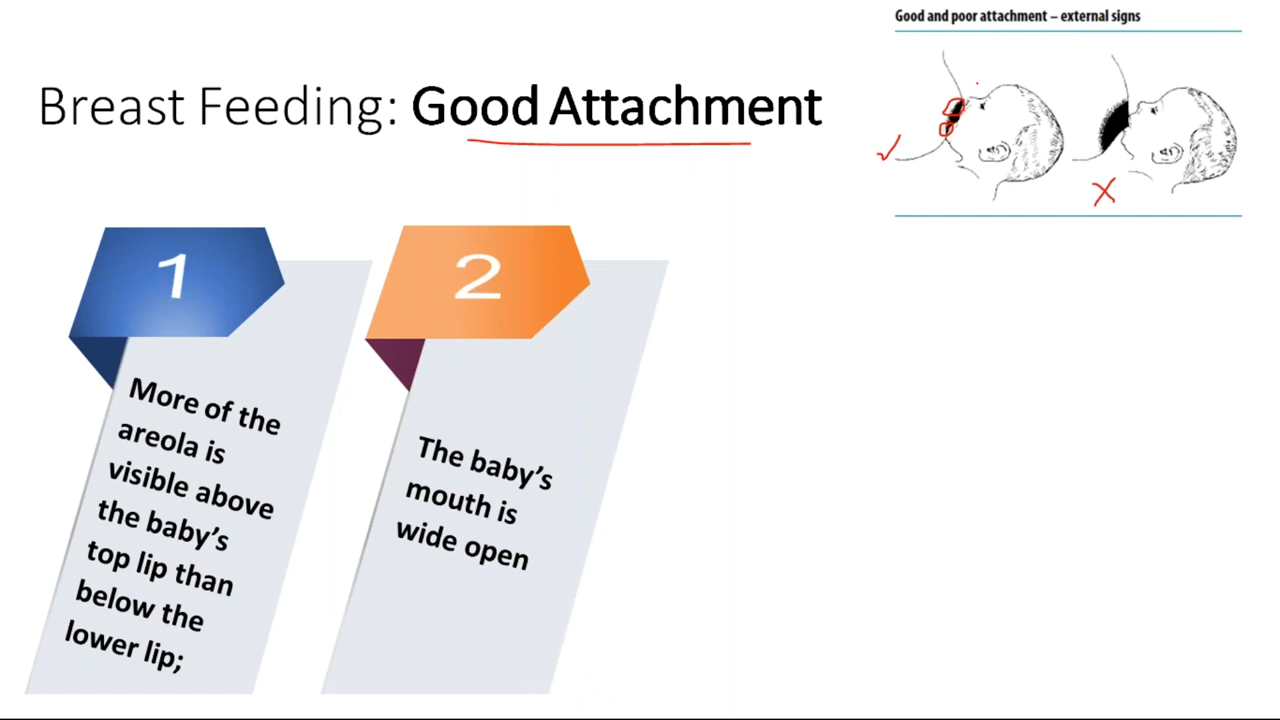 Good and poor attachment – external signs
Breast Feeding: Good Attachment
1
More of the
areola is
visible above
the baby’s
top lip than
below the
lower lip;
2
The baby’s
mouth is
wide open